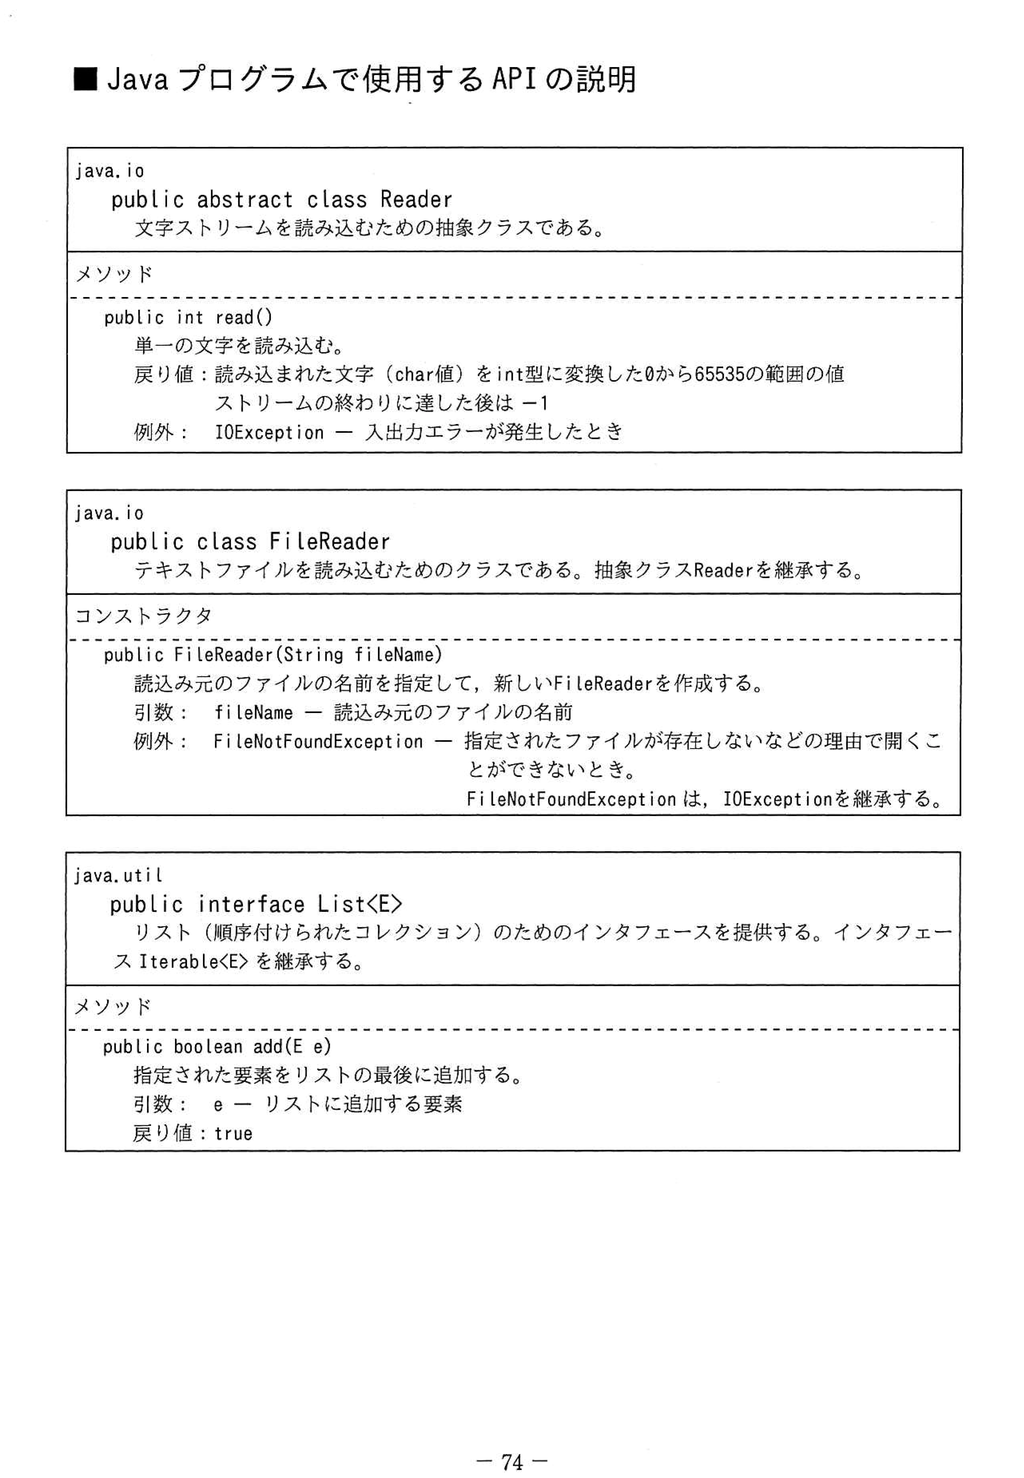 ■ Java プログラムで使用する API の説明
java.io
public abstract class Reader
文字ストリームを読み込むための抽象クラスである。
メソッド
public int read()
単一の文字を読み込む。
戻り値：読み込まれた文字（char値）をint型に変換した0から65535の範囲の値
ストリームの終わりに達した後は －1
例外： IOException － 入出力エラーが発生したとき
java.io
public class FileReader
テキストファイルを読み込むためのクラスである。抽象クラスReaderを継承する。
コンストラクタ
public FileReader(String fileName)
読込み元のファイルの名前を指定して，新しいFileReaderを作成する。
引数： fileName － 読込み元のファイルの名前
例外： FileNotFoundException － 指定されたファイルが存在しないなどの理由で開くこ
とができないとき。
FileNotFoundException は，IOExceptionを継承する。
java.util
public interface List<E>
リスト（順序付けられたコレクション）のためのインタフェースを提供する。インタフェー
ス Iterable<E> を継承する。
メソッド
public boolean add(E e)
指定された要素をリストの最後に追加する。
引数： e － リストに追加する要素
戻り値：true
－ 74 －